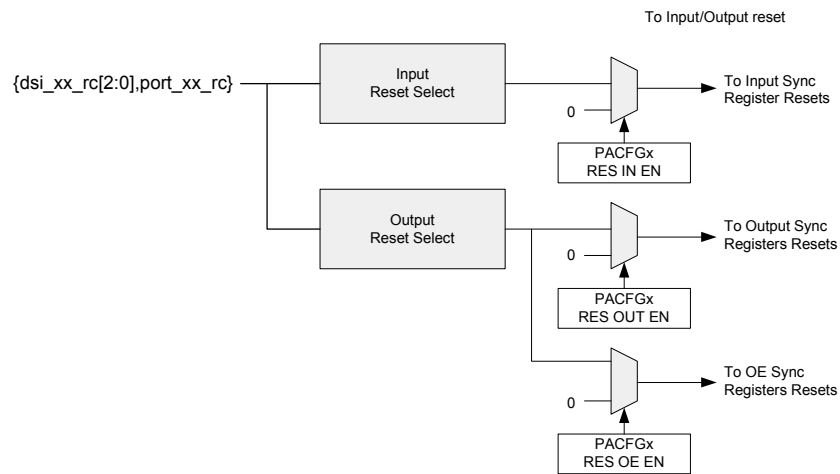 To Input/Output reset
{dsi_xx_rc[2:0],port_xx_rc}
Input
Reset Select
0
To Input Sync
Register Resets
PACFGx
RES IN EN
Output
Reset Select
0
To Output Sync
Registers Resets
PACFGx
RES OUT EN
0
To OE Sync
Registers Resets
PACFGx
RES OE EN